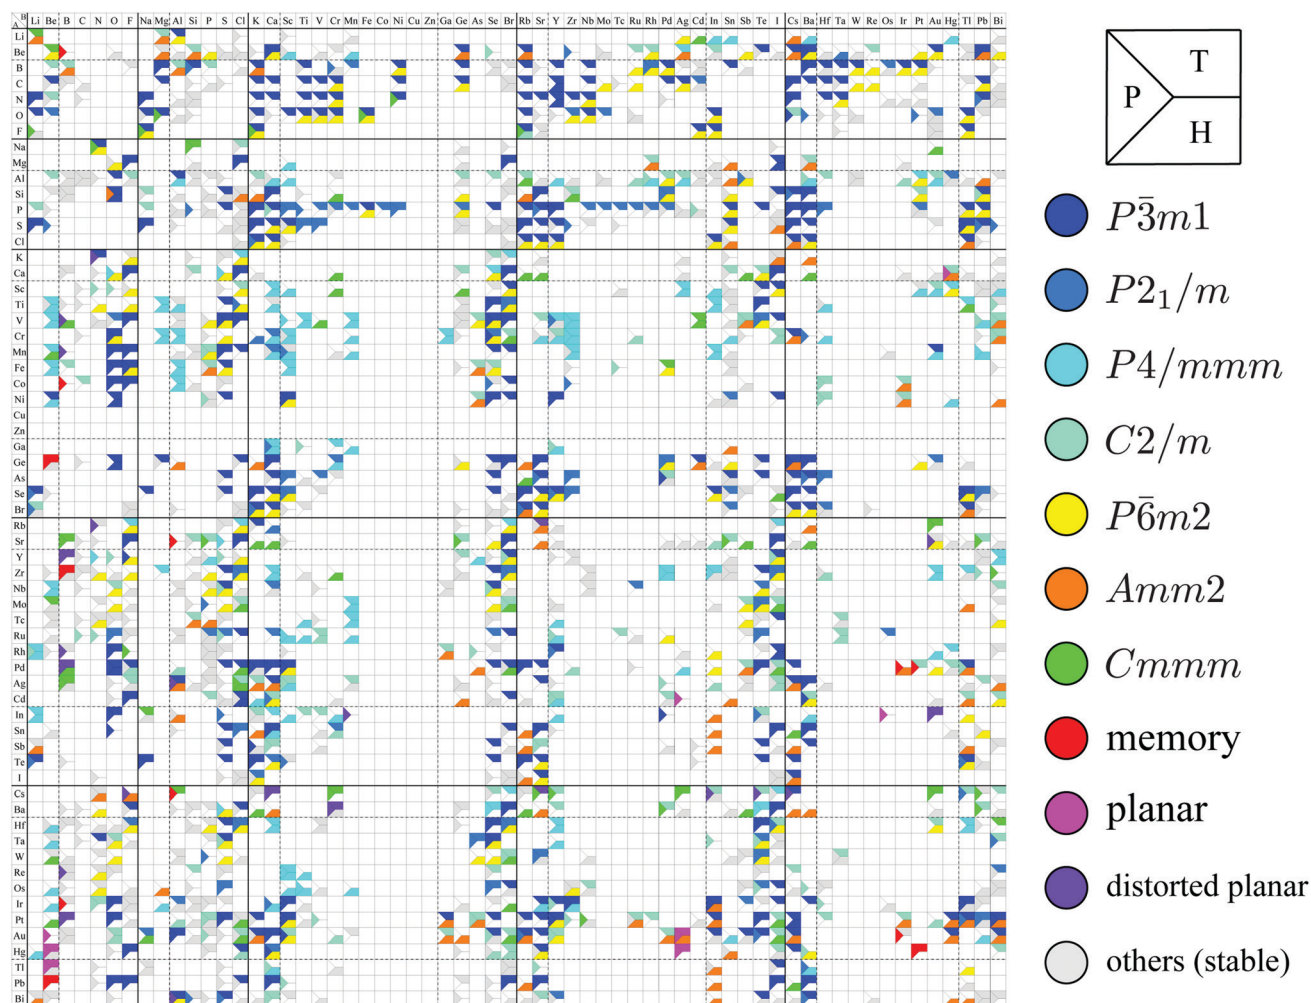 B
A
Li Be B C N O F Na Mg Al Si P S Cl K Ca Sc Ti V Cr Mn Fe Co Ni Cu Zn Ga Ge As Se Br Rb Sr Y Zr Nb Mo Tc Ru Rh Pd Ag Cd In Sn Sb Te I Cs Ba Hf Ta W Re Os Ir Pt Au Hg Tl Pb Bi
Li
Be
B
C
N
O
F
Na
Mg
Al
Si
P
S
Cl
K
Ca
Sc
Ti
V
Cr
Mn
Fe
Co
Ni
Cu
Zn
Ga
Ge
As
Se
Br
Rb
Sr
Y
Zr
Nb
Mo
Tc
Ru
Rh
Pd
Ag
Cd
In
Sn
Sb
Te
I
Cs
Ba
Hf
Ta
W
Re
Os
Ir
Pt
Au
Hg
Tl
Pb
Bi
T
P
H
P3̄m1
P2₁/m
P4/mmm
C2/m
P6̄m2
Amm2
Cmmm
memory
planar
distorted planar
others (stable)